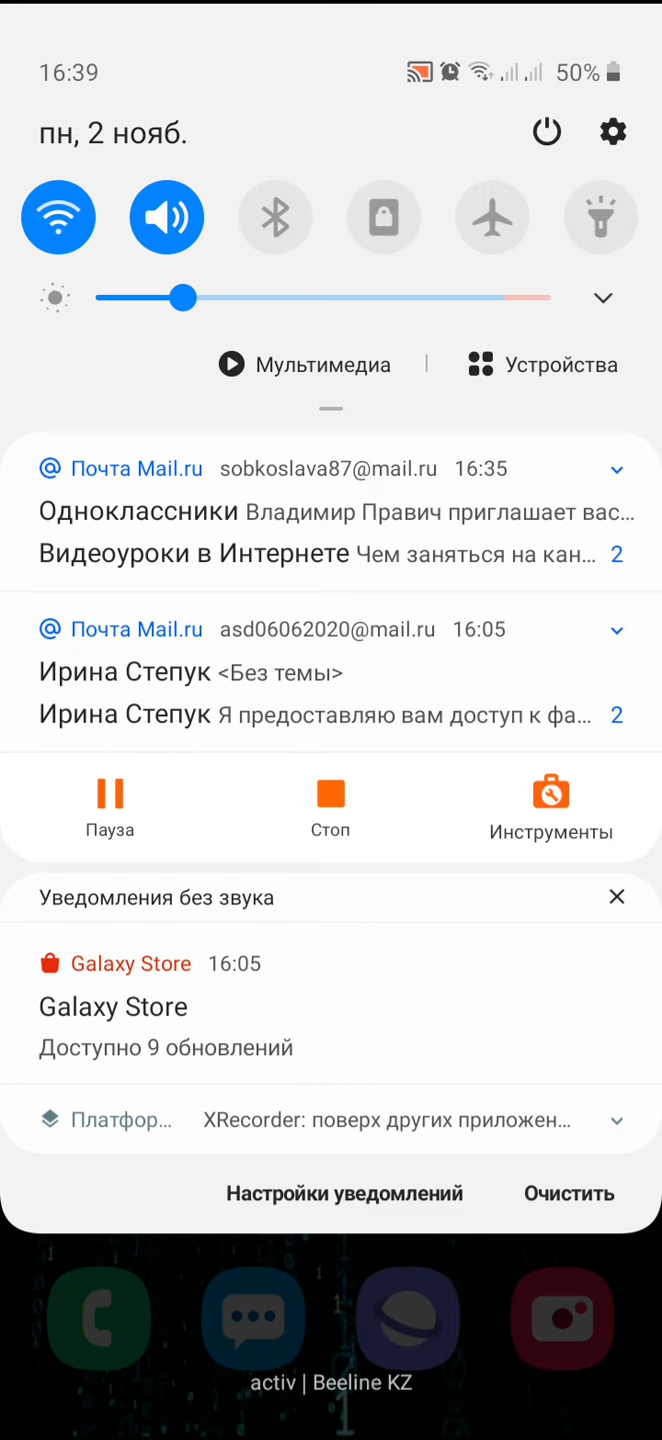 16:39 50%
пн, 2 нояб.
Мультимедиа | Устройства
Почта Mail.ru sobkoslava87@mail.ru 16:35
Одноклассники Владимир Правич приглашает вас...
Видеоуроки в Интернете Чем заняться на кан... 2
Почта Mail.ru asd06062020@mail.ru 16:05
Ирина Степук <Без темы>
Ирина Степук Я предоставляю вам доступ к фа... 2
Пауза Стоп Инструменты
Уведомления без звука
Galaxy Store 16:05
Galaxy Store
Доступно 9 обновлений
Платфор... XRecorder: поверх других приложен...
Настройки уведомлений Очистить
activ | Beeline KZ